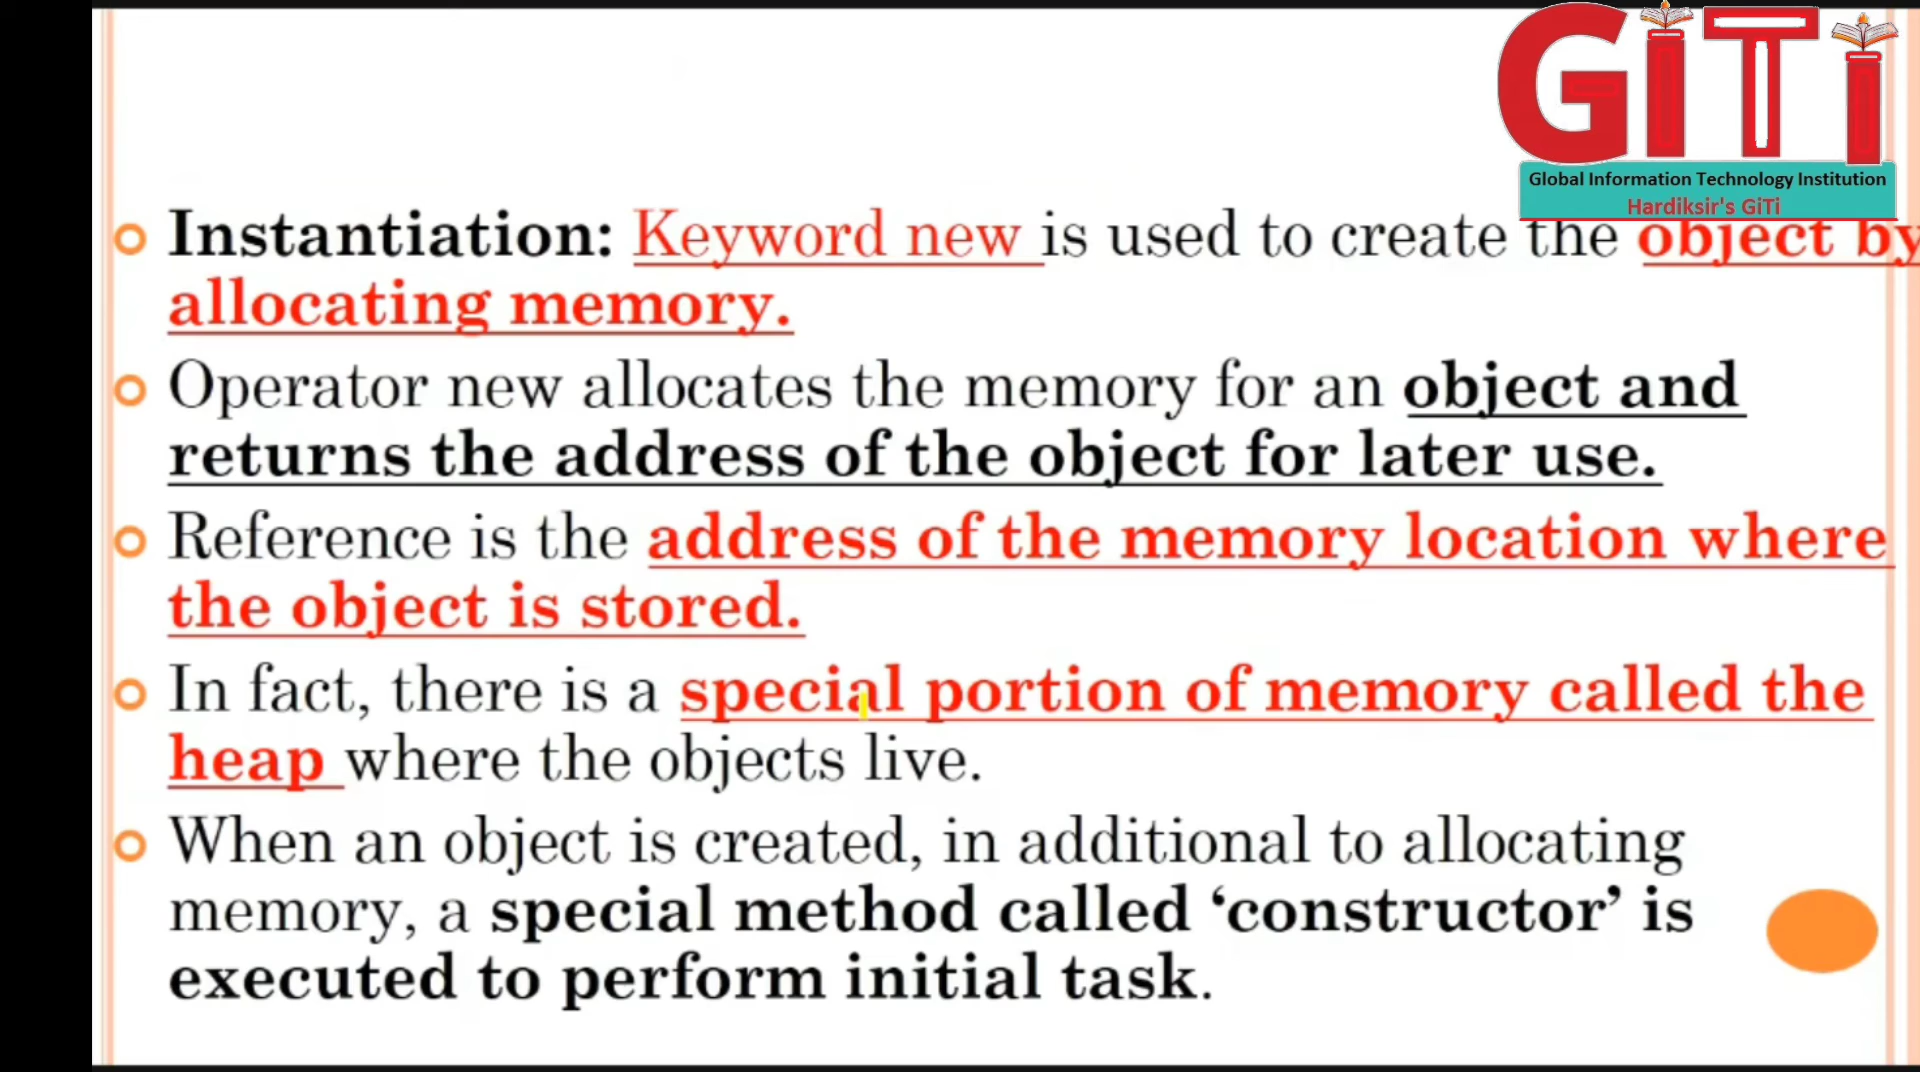 GiTi
Global Information Technology Institution
Hardiksir's GiTi
Instantiation: Keyword new is used to create the object by
allocating memory.
Operator new allocates the memory for an object and
returns the address of the object for later use.
Reference is the address of the memory location where
the object is stored.
In fact, there is a special portion of memory called the
heap where the objects live.
When an object is created, in additional to allocating
memory, a special method called ‘constructor’ is
executed to perform initial task.